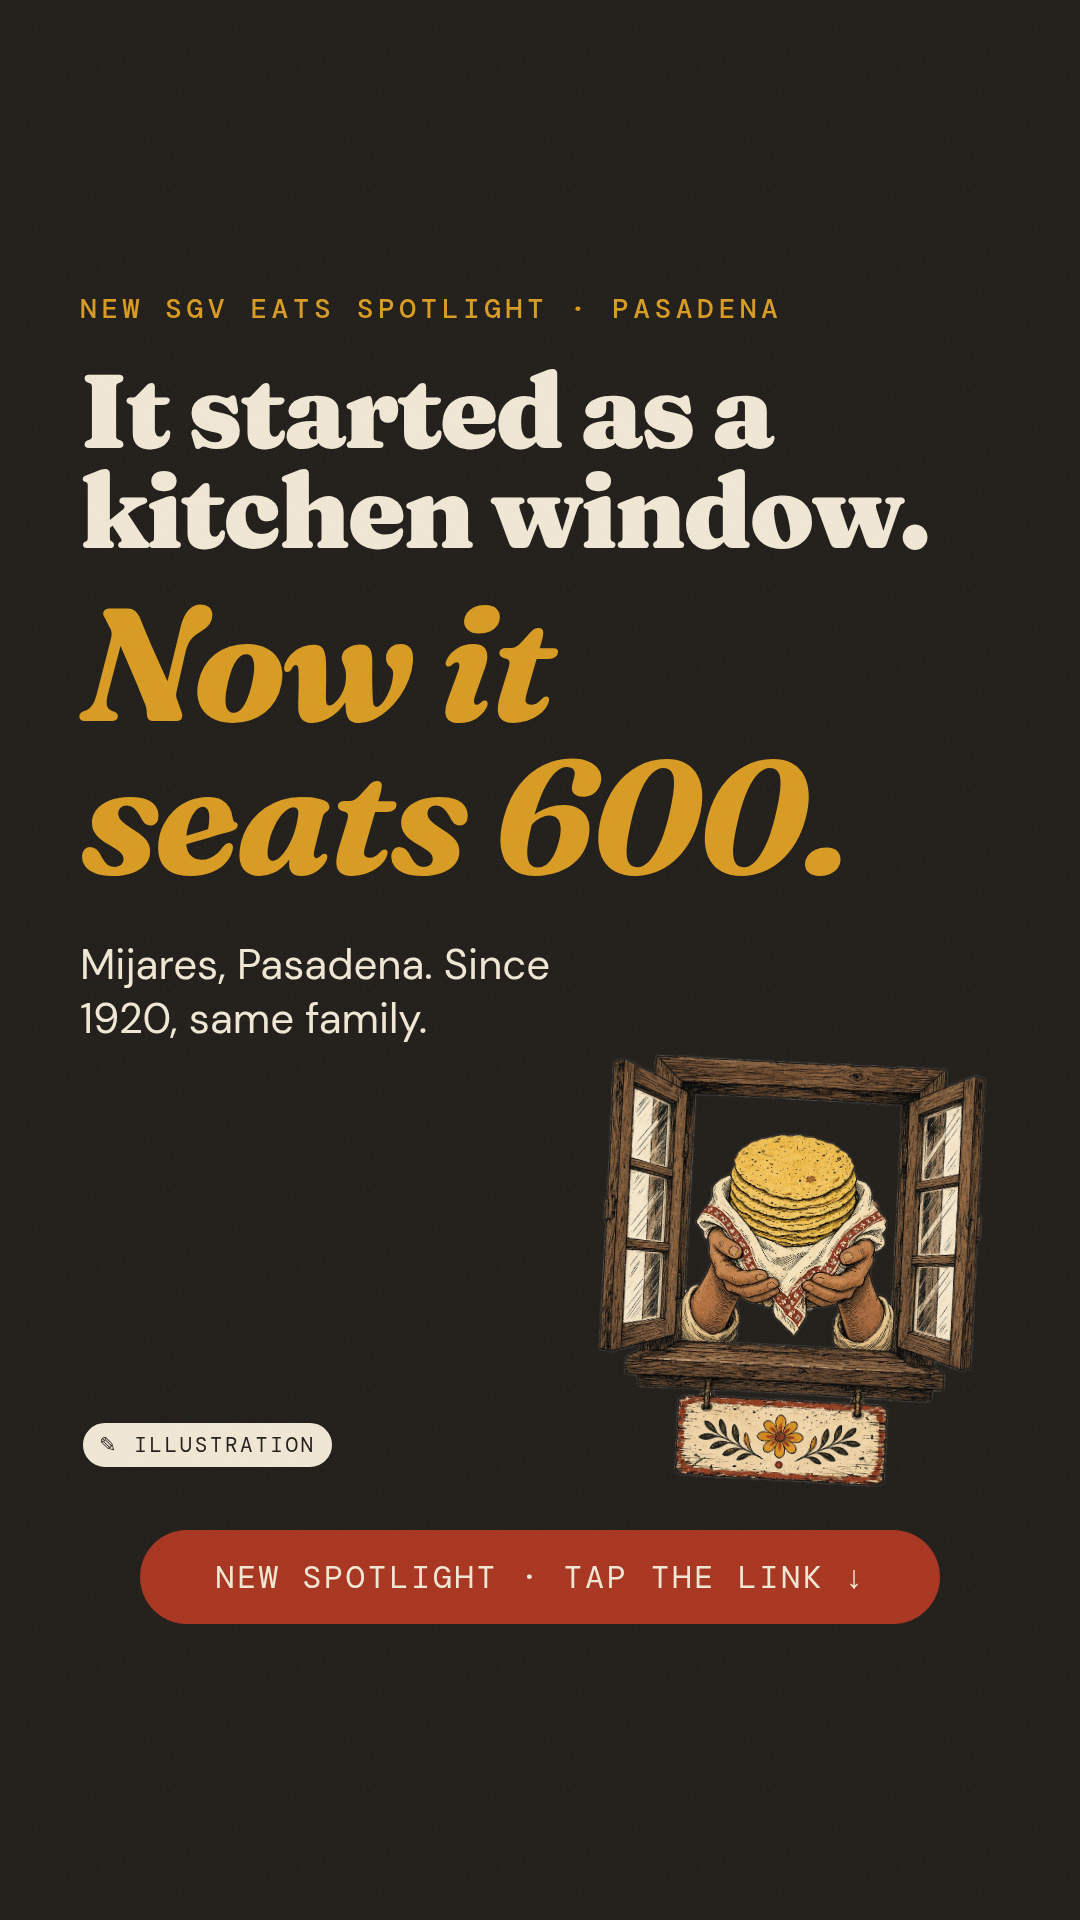 NEW SGV EATS SPOTLIGHT · PASADENA
It started as a
kitchen window.
Now it
seats 600.
Mijares, Pasadena. Since
1920, same family.
✎ ILLUSTRATION
NEW SPOTLIGHT · TAP THE LINK ↓